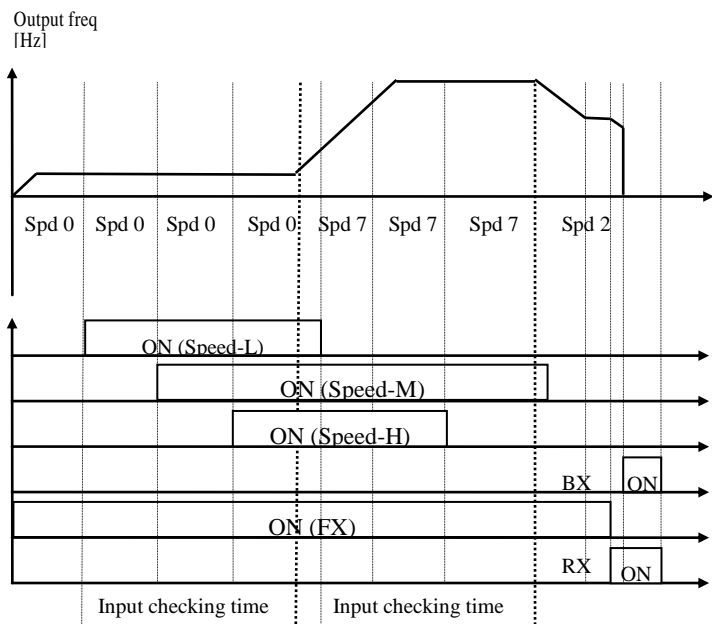 Output freq
[Hz]
Spd 0 Spd 0 Spd 0 Spd 0 Spd 7 Spd 7 Spd 7 Spd 2
ON (Speed-L)
ON (Speed-M)
ON (Speed-H)
BX ON
ON (FX)
RX ON
Input checking time Input checking time